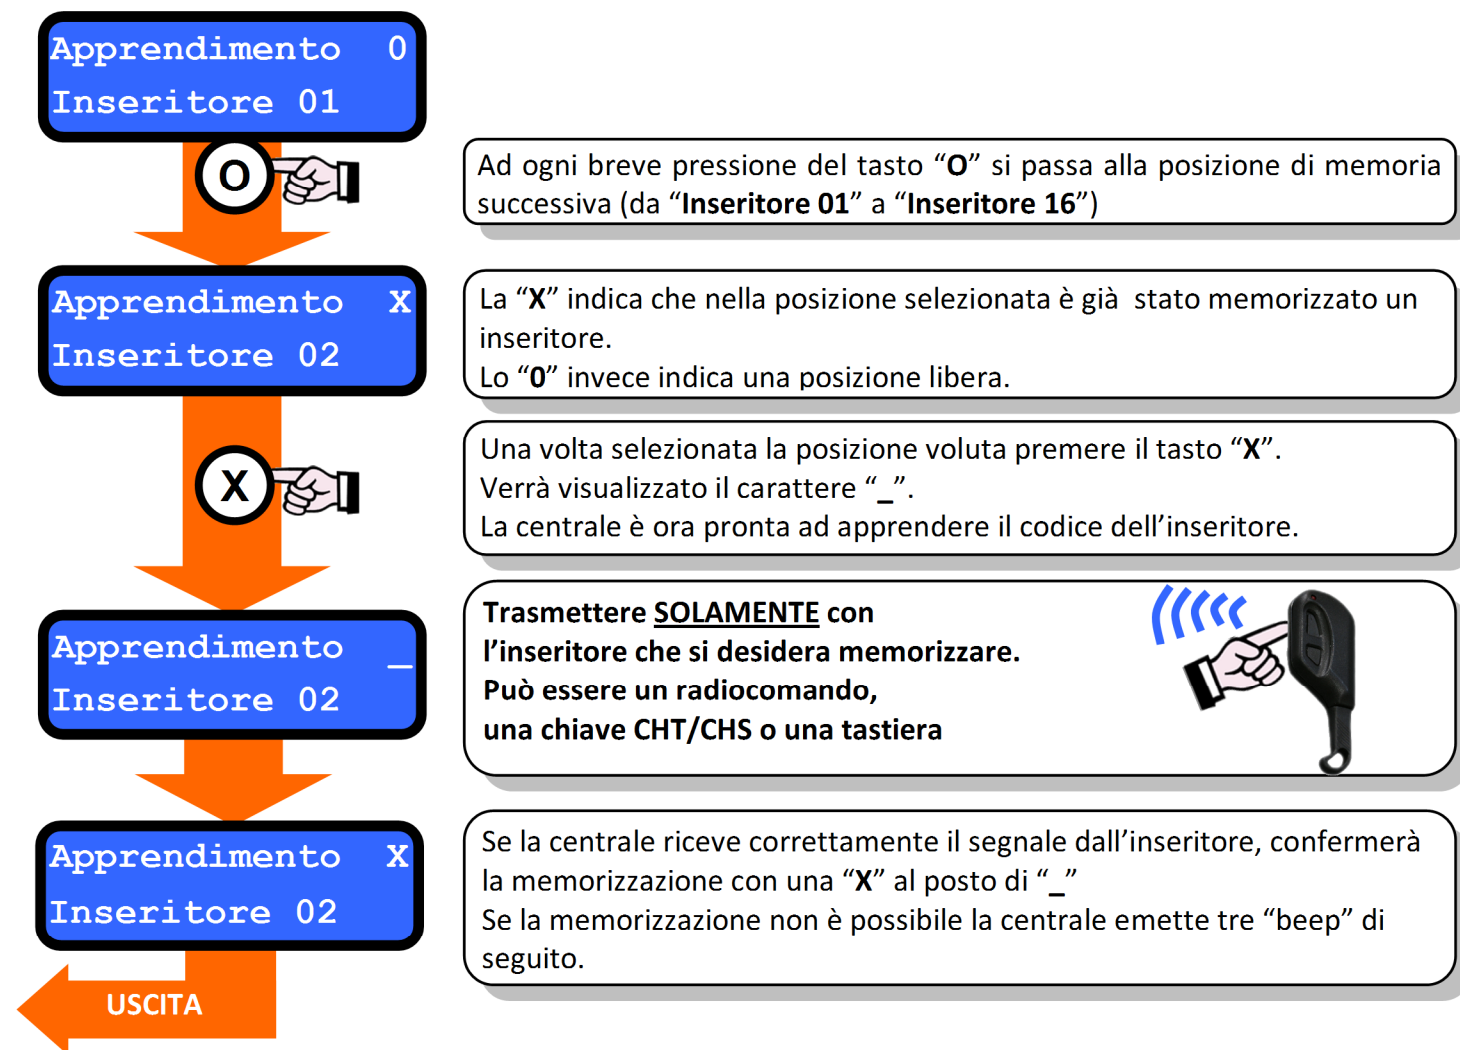 Apprendimento 0
Inseritore 01
O
Ad ogni breve pressione del tasto “O” si passa alla posizione di memoria
successiva (da “Inseritore 01” a “Inseritore 16”)
Apprendimento X
Inseritore 02
La “X” indica che nella posizione selezionata è già stato memorizzato un
inseritore.
Lo “0” invece indica una posizione libera.
X
Una volta selezionata la posizione voluta premere il tasto “X”.
Verrà visualizzato il carattere “_”.
La centrale è ora pronta ad apprendere il codice dell’inseritore.
Apprendimento _
Inseritore 02
Trasmettere SOLAMENTE con
l’inseritore che si desidera memorizzare.
Può essere un radiocomando,
una chiave CHT/CHS o una tastiera
Apprendimento X
Inseritore 02
Se la centrale riceve correttamente il segnale dall’inseritore, confermerà
la memorizzazione con una “X” al posto di “_”
Se la memorizzazione non è possibile la centrale emette tre “beep” di
seguito.
USCITA